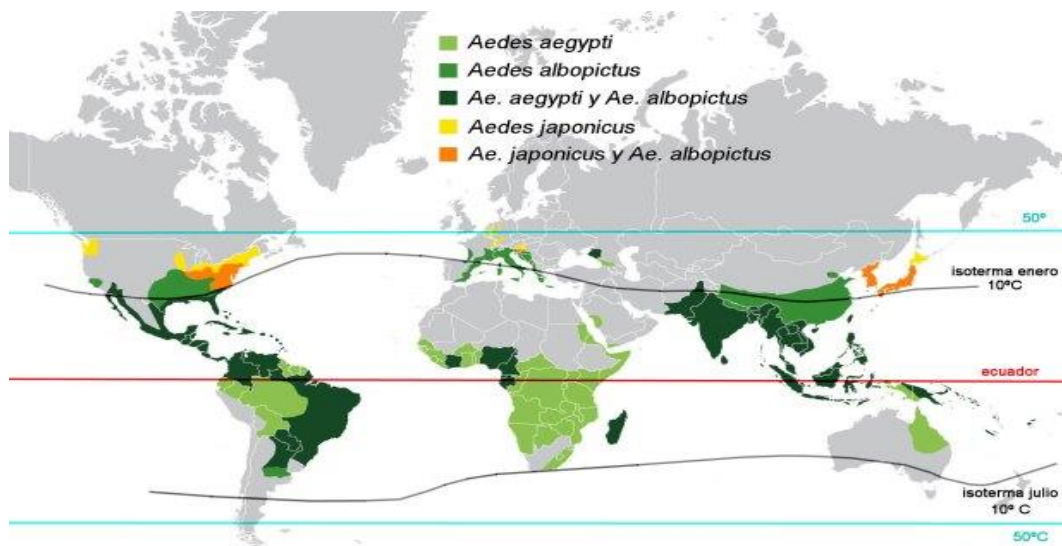 Aedes aegypti
Aedes albopictus
Ae. aegypti y Ae. albopictus
Aedes japonicus
Ae. japonicus y Ae. albopictus
50º
isoterma enero
10ºC
ecuador
isoterma julio
10º C
50ºC